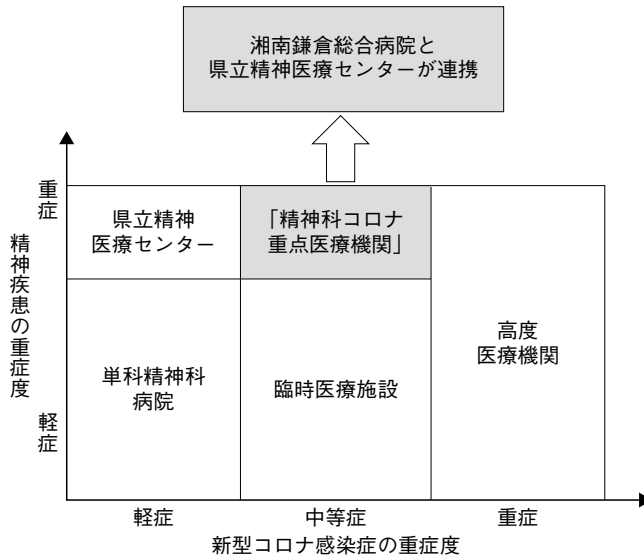 湘南鎌倉総合病院と
県立精神医療センターが連携
重症
精神疾患の重症度
軽症
県立精神
医療センター
「精神科コロナ
重点医療機関」
高度
医療機関
単科精神科
病院
臨時医療施設
軽症
中等症
重症
新型コロナ感染症の重症度